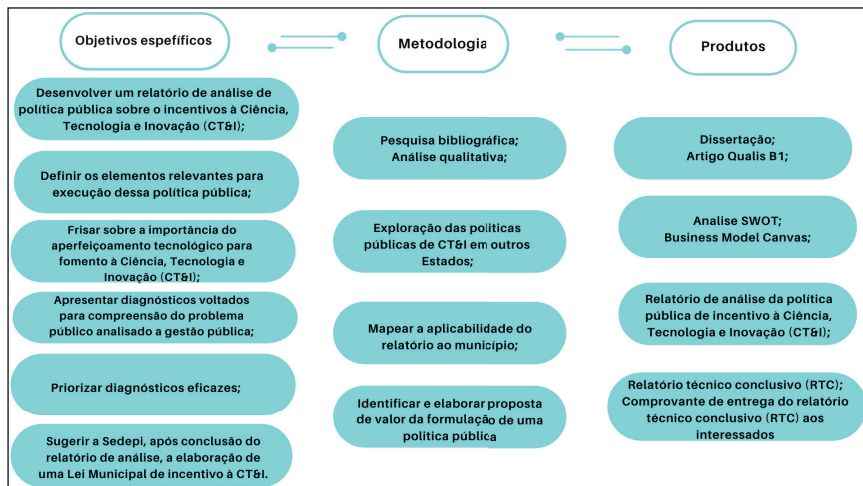 Objetivos espefíficos
Metodologia
Produtos
Desenvolver um relatório de análise de
política pública sobre o incentivos à Ciência,
Tecnologia e Inovação (CT&I);
Definir os elementos relevantes para
execução dessa política pública;
Frisar sobre a importância do
aperfeiçoamento tecnológico para
fomento à Ciência, Tecnologia e
Inovação (CT&I);
Apresentar diagnósticos voltados
para compreensão do problema
público analisado a gestão pública;
Priorizar diagnósticos eficazes;
Sugerir a Sedepi, após conclusão do
relatório de análise, a elaboração de
uma Lei Municipal de incentivo à CT&I.
Pesquisa bibliográfica;
Análise qualitativa;
Exploração das politicas
públicas de CT&I em outros
Estados;
Mapear a aplicabilidade do
relatório ao município;
Identificar e elaborar proposta
de valor da formulação de uma
politica pública
Dissertação;
Artigo Qualis B1;
Analise SWOT;
Business Model Canvas;
Relatório de análise da política
pública de incentivo à Ciência,
Tecnologia e Inovação (CT&I);
Relatório técnico conclusivo (RTC);
Comprovante de entrega do relatório
técnico conclusivo (RTC) aos
interessados